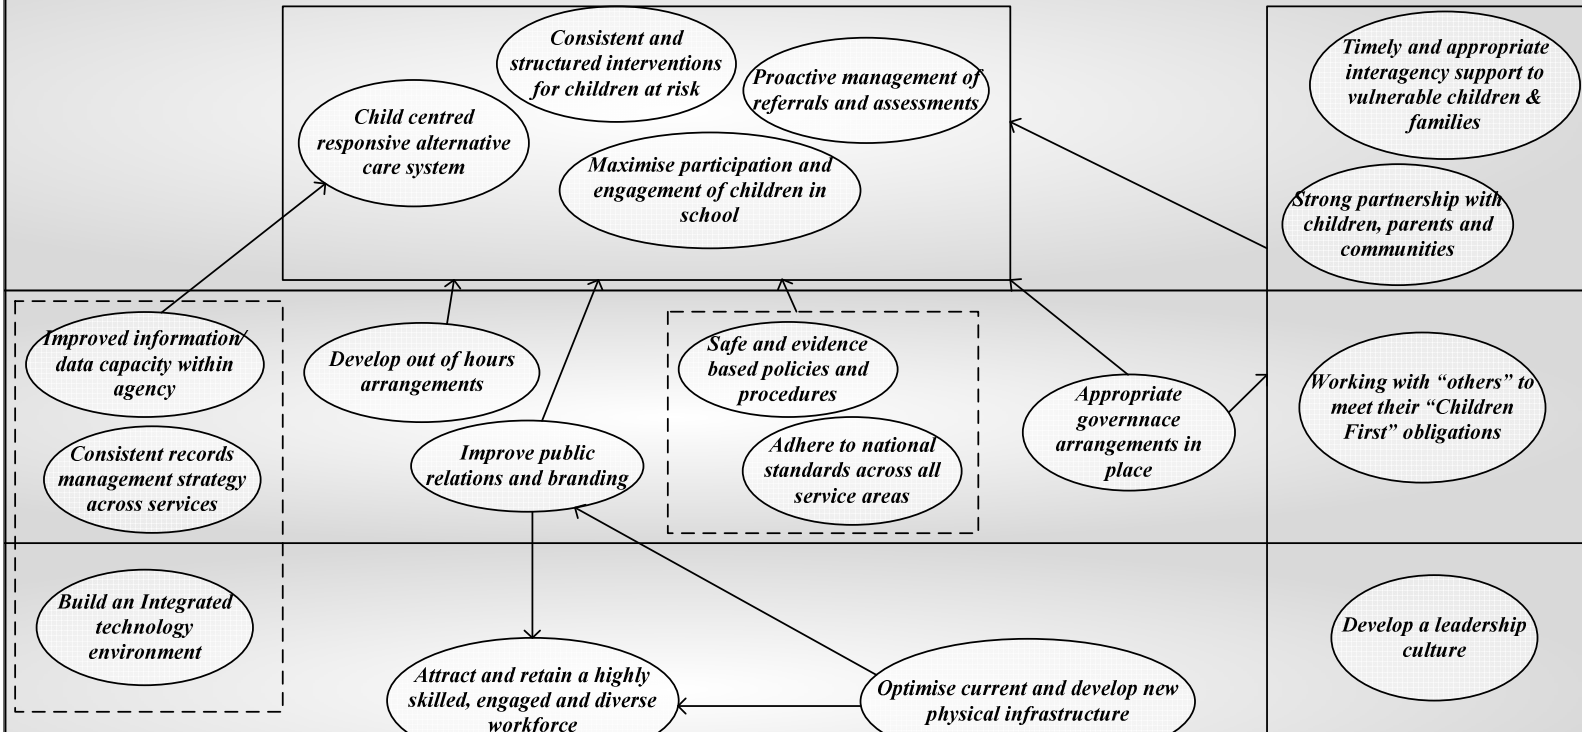 Consistent and
structured interventions
for children at risk
Proactive management of
referrals and assessments
Child centred
responsive alternative
care system
Maximise participation and
engagement of children in
school
Timely and appropriate
interagency support to
vulnerable children &
families
Strong partnership with
children, parents and
communities
Improved information/
data capacity within
agency
Develop out of hours
arrangements
Safe and evidence
based policies and
procedures
Appropriate
governnace
arrangements in
place
Working with “others” to
meet their “Children
First” obligations
Consistent records
management strategy
across services
Improve public
relations and branding
Adhere to national
standards across all
service areas
Build an Integrated
technology
environment
Attract and retain a highly
skilled, engaged and diverse
workforce
Optimise current and develop new
physical infrastructure
Develop a leadership
culture